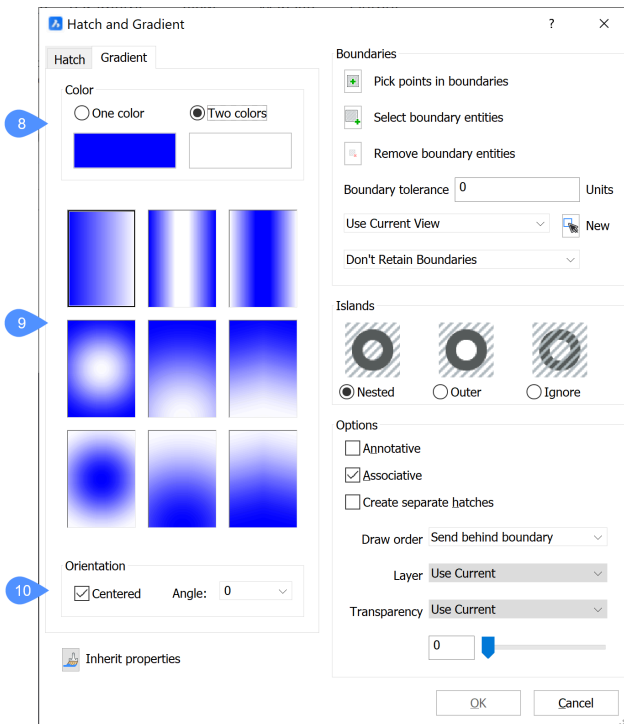 Hatch and Gradient
?
Hatch
Gradient
Color
One color
Two colors
8
9
Orientation
Centered
Angle: 0
10
Inherit properties
Boundaries
Pick points in boundaries
Select boundary entities
Remove boundary entities
Boundary tolerance 0 Units
Use Current View
New
Don't Retain Boundaries
Islands
Nested
Outer
Ignore
Options
Annotative
Associative
Create separate hatches
Draw order Send behind boundary
Layer Use Current
Transparency Use Current
0
OK
Cancel